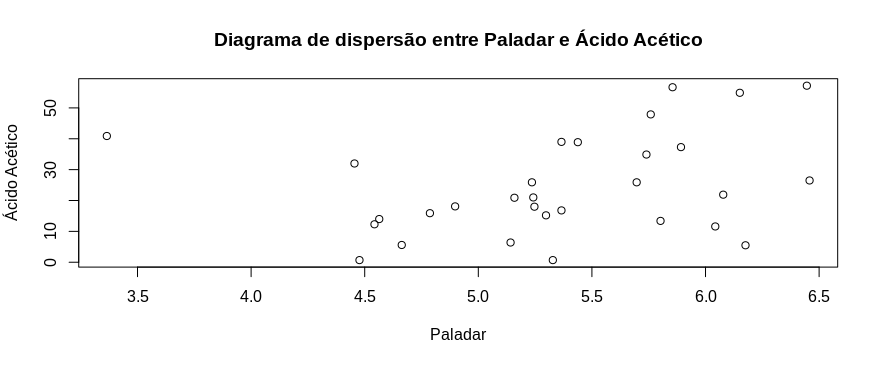 Diagrama de dispersão entre Paladar e Ácido Acético
Ácido Acético
50
30
10
0
3.5 4.0 4.5 5.0 5.5 6.0 6.5
Paladar